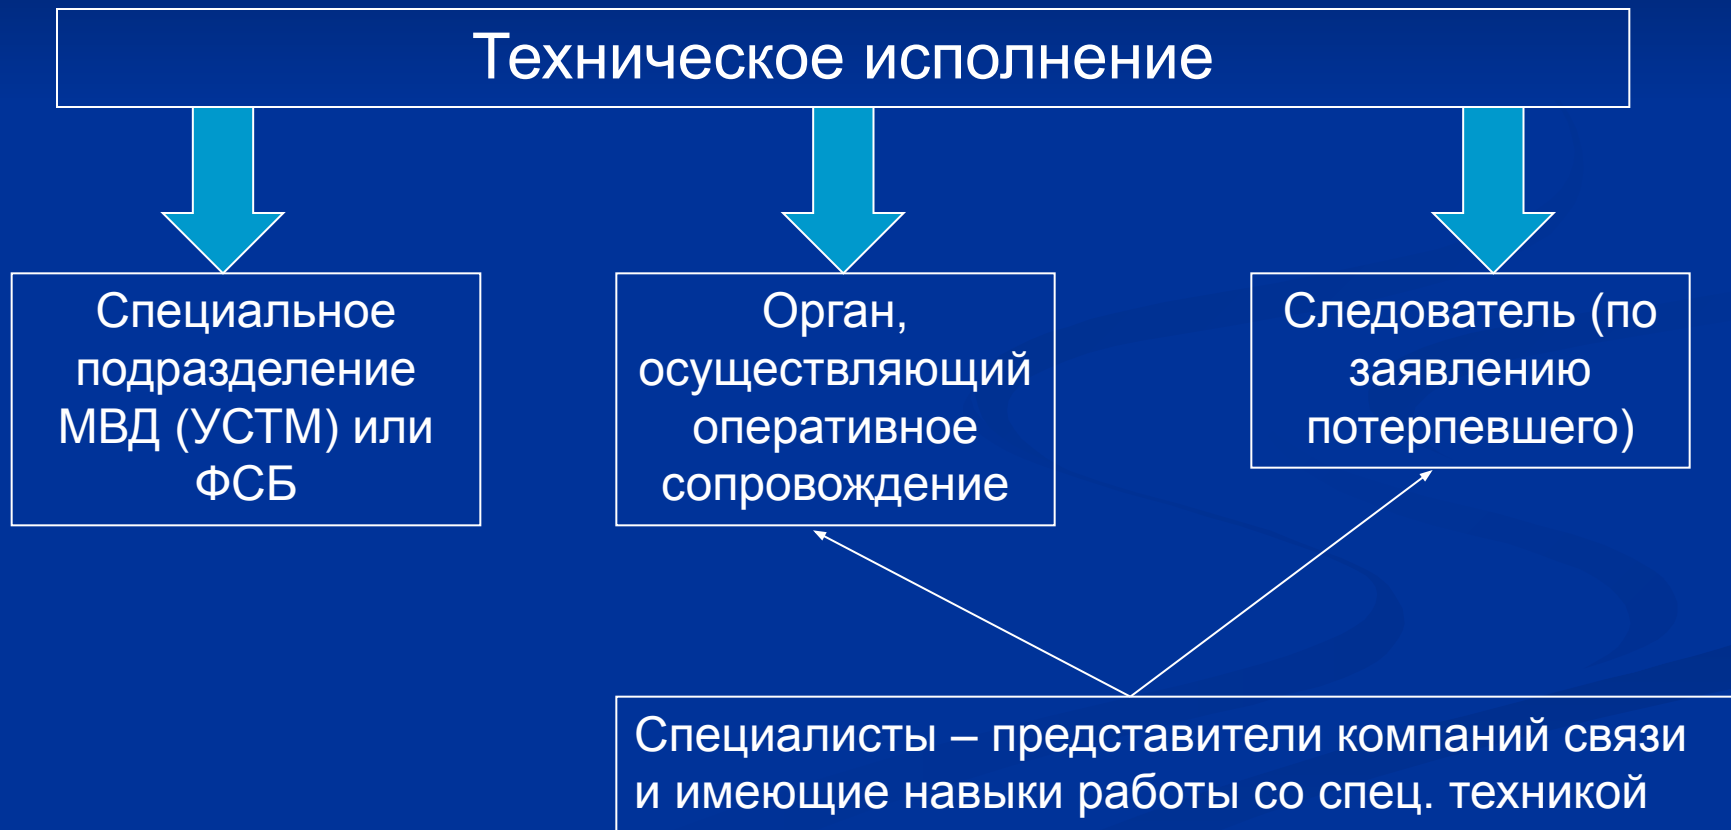 Техническое исполнение
Специальное
подразделение
МВД (УСТМ) или
ФСБ
Орган,
осуществляющий
оперативное
сопровождение
Следователь (по
заявлению
потерпевшего)
Специалисты – представители компаний связи
и имеющие навыки работы со спец. техникой